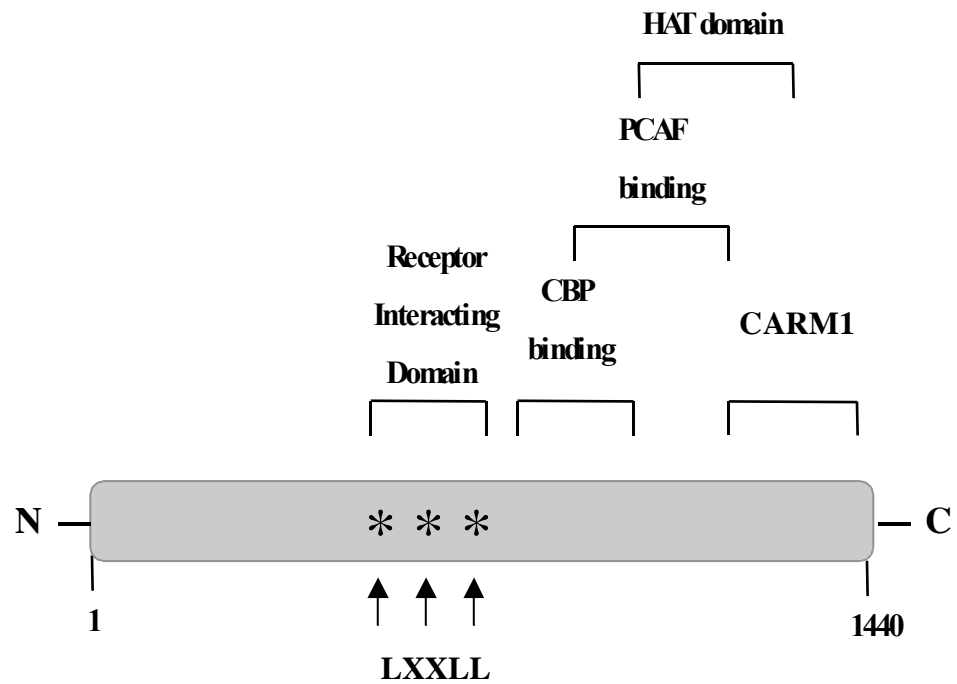 HAT domain
PCAF
binding
Receptor
Interacting
Domain
CBP
binding
CARM1
N
* * *
C
1
1440
LXXLL